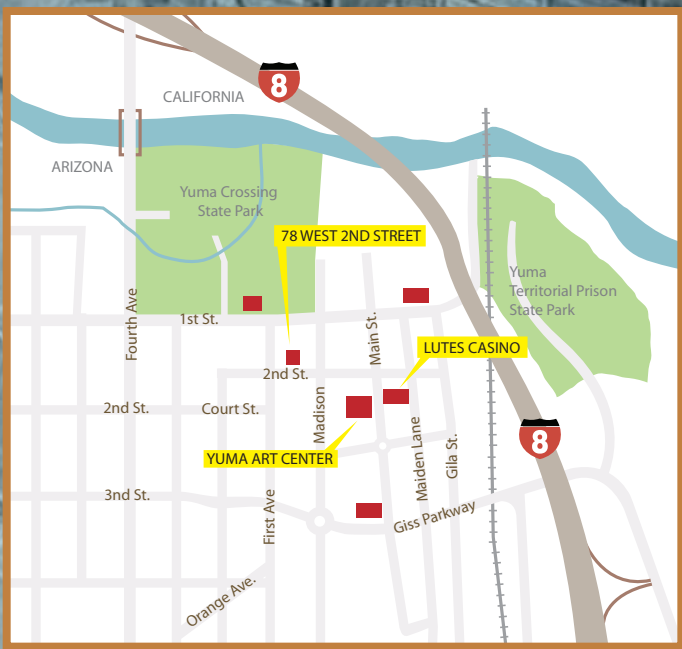 8
CALIFORNIA
ARIZONA
Yuma Crossing
State Park
78 WEST 2ND STREET
Yuma
Territorial Prison
State Park
Fourth Ave
1st St.
Main St.
LUTES CASINO
2nd St.
2nd St.
Court St.
Madison
Maiden Lane
Gila St.
8
YUMA ART CENTER
3rd St.
First Ave
Giss Parkway
Orange Ave.